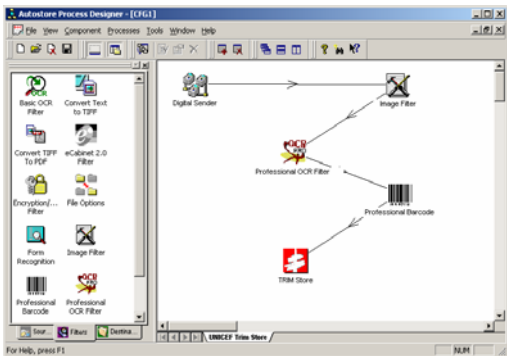 Autostore Process Designer - [CFG1]
File View Component Processes Tools Window Help
Basic OCR
Filter
Convert Text
to TIFF
Convert TIFF
To PDF
eCabinet 2.0
Filter
Encryption/...
Filter
File Options
Form
Recognition
Image Filter
Professional
Barcode
Professional
OCR Filter
Sour...
Filters
Destina...
Digital Sender
Image Filter
Professional OCR Filter
Professional Barcode
TRIM Store
UNICEF Trim Store
For Help, press F1
NUM